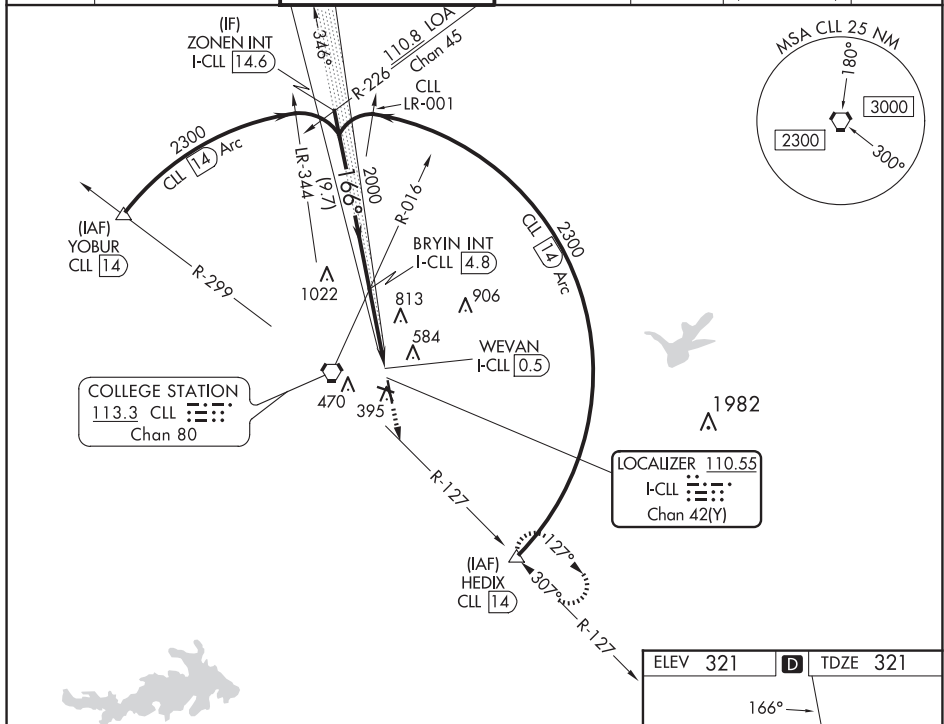 (IF)
ZONEN INT
I-CLL 14.6
346°
R-226
110.8 LOA
Chan 45
CLL
LR-001
MSA CLL 25 NM
180°
3000
2300
300°
2300
CLL 14 Arc
LR-344
(9.7)
166°
2000
R-016
2300
CLL 14 Arc
(IAF)
YOBUR
CLL 14
R-299
1022
BRYIN INT
I-CLL 4.8
813
906
584
WEVAN
I-CLL 0.5
COLLEGE STATION
113.3 CLL
Chan 80
470
395
1982
LOCALIZER 110.55
I-CLL
Chan 42(Y)
R-127
(IAF)
HEDIX
CLL 14
127°
307°
R-127
ELEV 321 D TDZE 321
166°